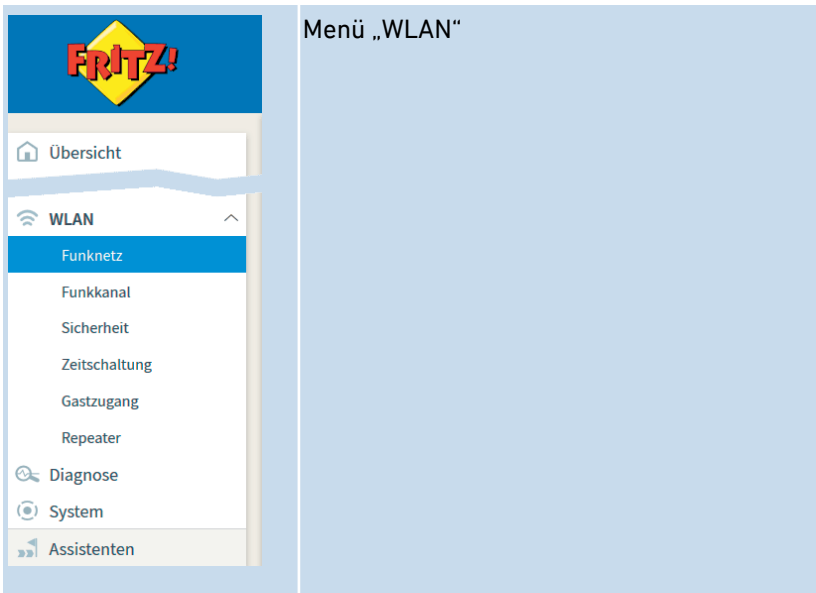 FRITZ!
Menü „WLAN“
Übersicht
WLAN
Funknetz
Funkkanal
Sicherheit
Zeitschaltung
Gastzugang
Repeater
Diagnose
System
Assistenten